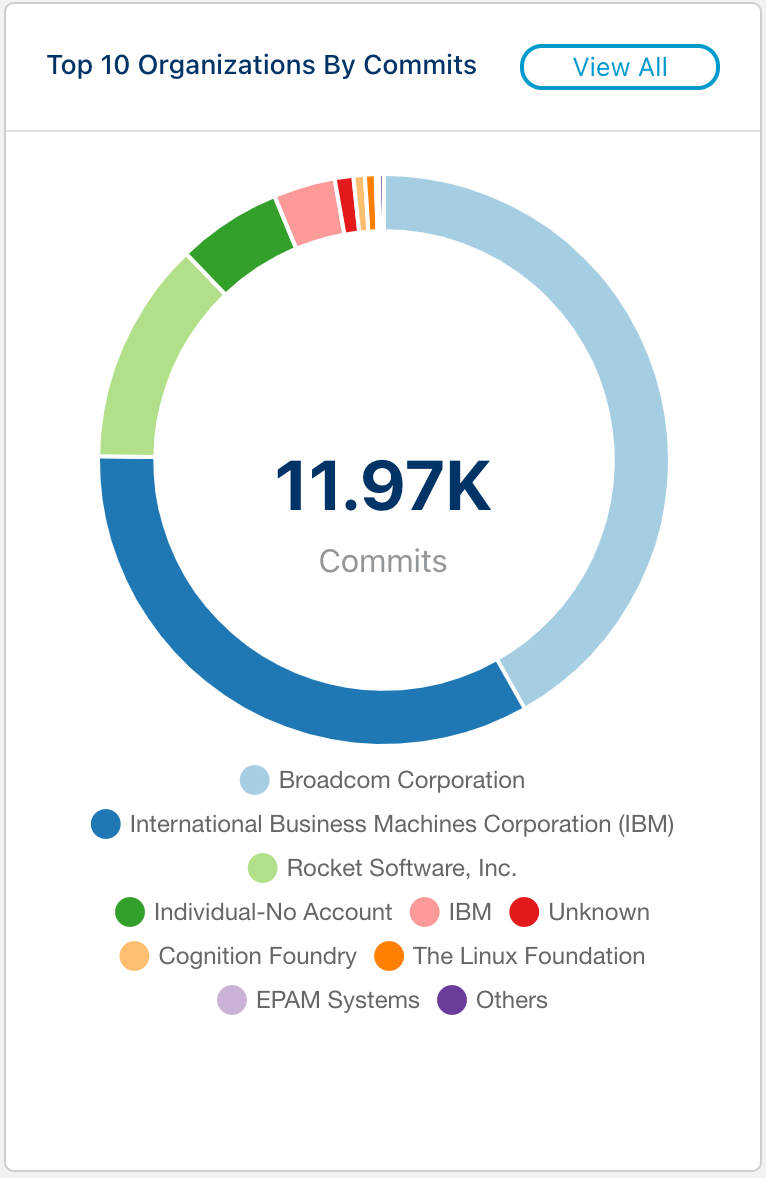 Top 10 Organizations By Commits
View All
11.97K
Commits
Broadcom Corporation
International Business Machines Corporation (IBM)
Rocket Software, Inc.
Individual-No Account IBM Unknown
Cognition Foundry The Linux Foundation
EPAM Systems Others